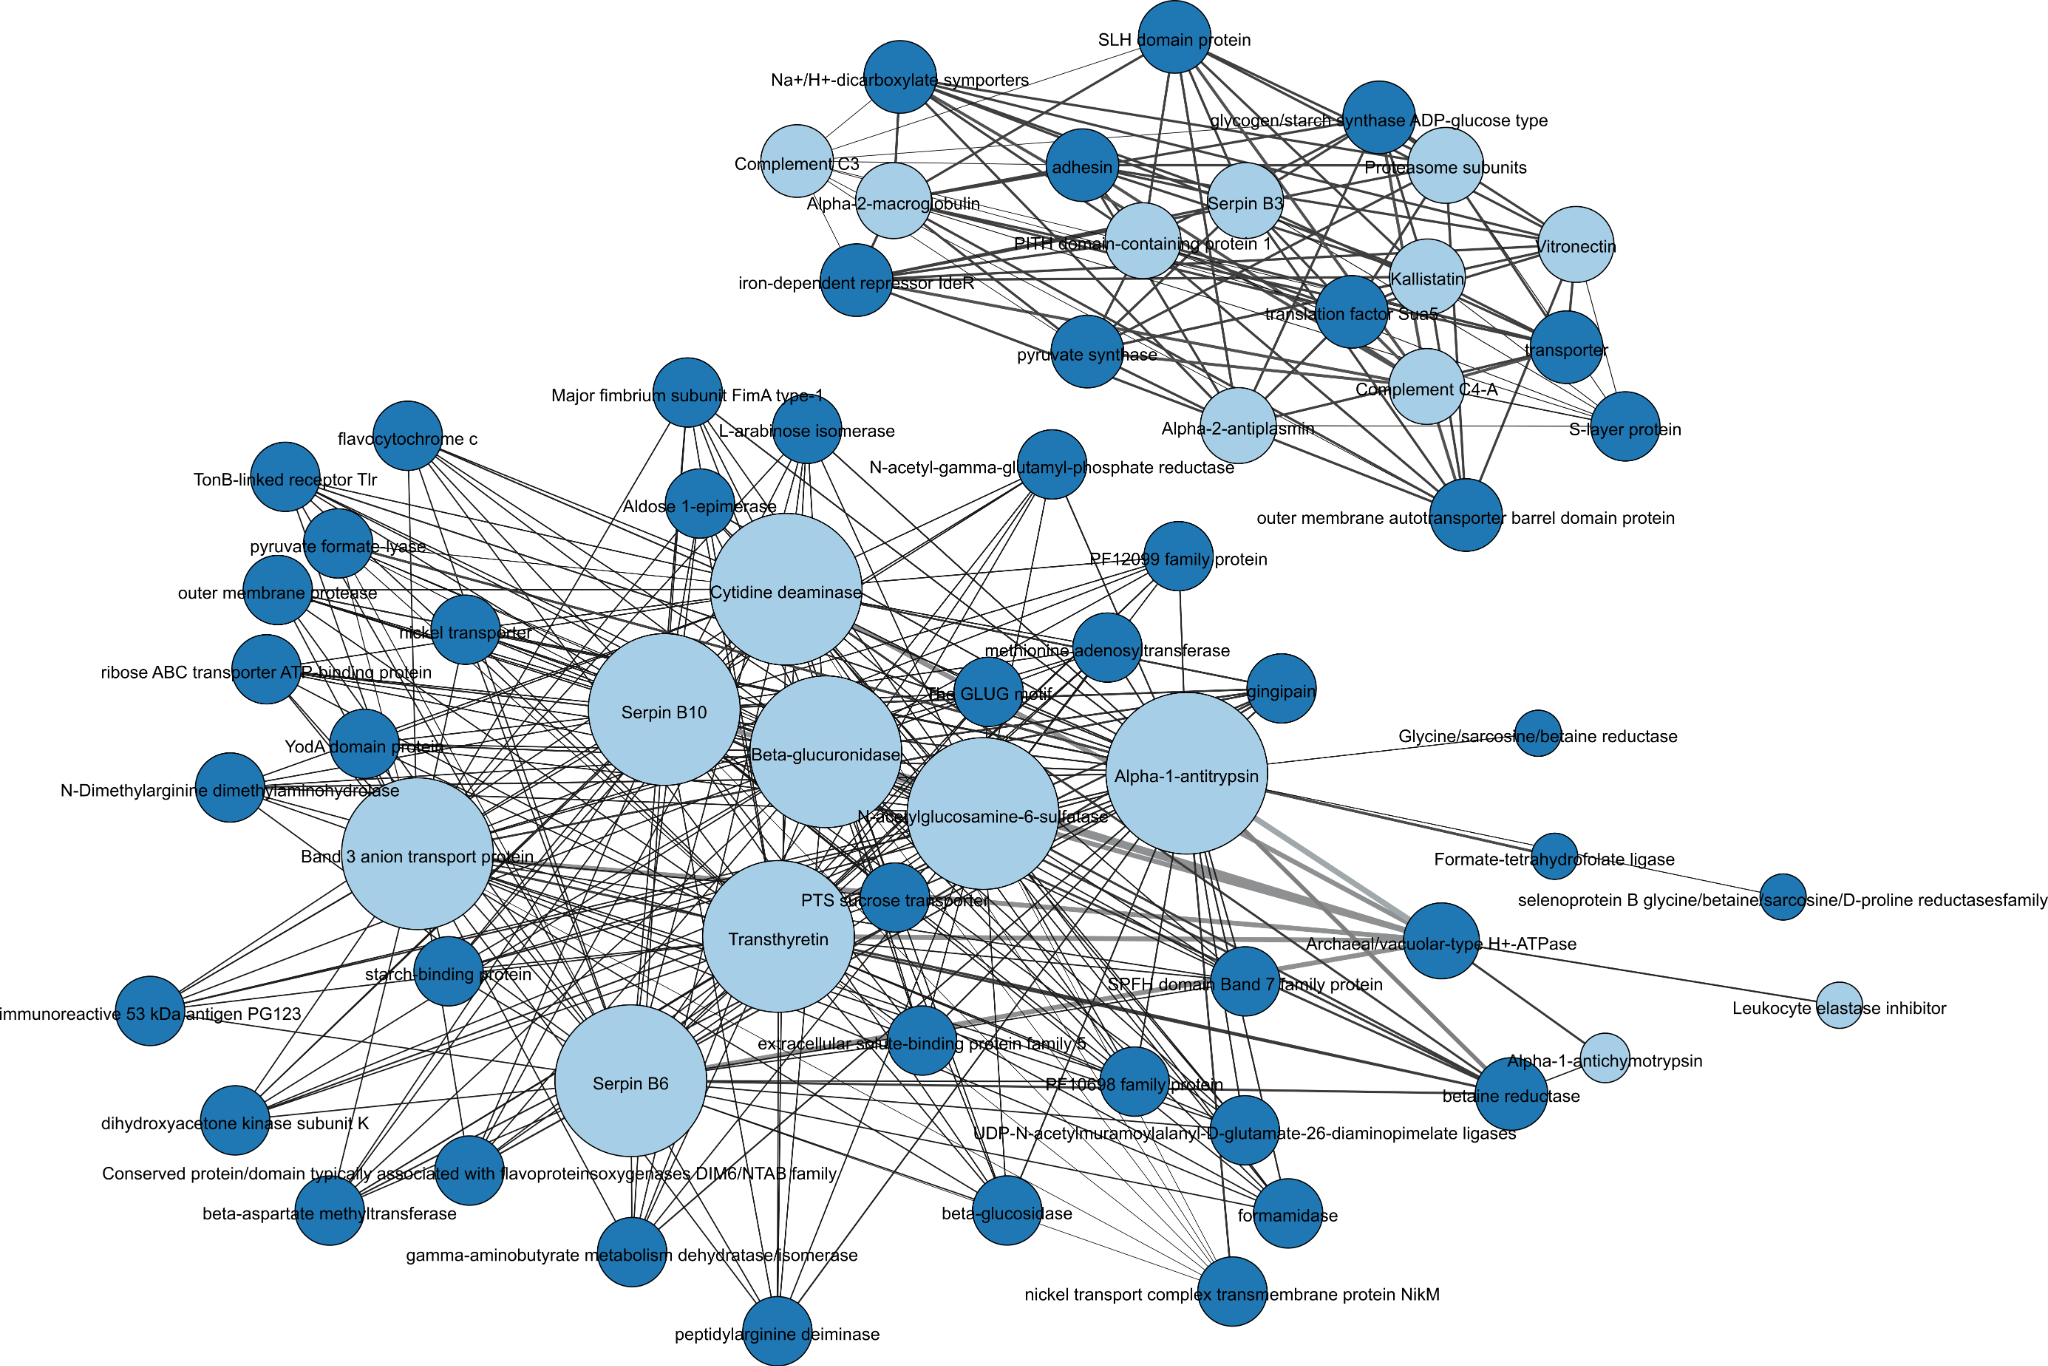 SLH domain protein
Na+/H+-dicarboxylate symporters
glycogen/starch synthase ADP-glucose type
Complement C3
adhesin
Proteasome subunits
Alpha-2-macroglobulin
Serpin B3
PITH domain-containing protein 1
Vitronectin
iron-dependent repressor IdeR
Kallistatin
translation factor Sua5
pyruvate synthase
transporter
Complement C4-A
Alpha-2-antiplasmin
S-layer protein
outer membrane autotransporter barrel domain protein
Major fimbrium subunit FimA type-1
L-arabinose isomerase
flavocytochrome c
N-acetyl-gamma-glutamyl-phosphate reductase
TonB-linked receptor Tlr
Aldose 1-epimerase
pyruvate formate-lyase
PF12099 family protein
outer membrane protease
Cytidine deaminase
nickel transporter
methionine adenosyltransferase
ribose ABC transporter ATP-binding protein
The GLUG motif
gingipain
Serpin B10
YodA domain protein
Beta-glucuronidase
Glycine/sarcosine/betaine reductase
Alpha-1-antitrypsin
N-Dimethylarginine dimethylaminohydrolase
N-acetylglucosamine-6-sulfatase
Band 3 anion transport protein
Formate-tetrahydrofolate ligase
PTS sucrose transporter
selenoprotein B glycine/betaine/sarcosine/D-proline reductasesfamily
Transthyretin
Archaeal/vacuolar-type H+-ATPase
starch-binding protein
SPFH domain Band 7 family protein
Leukocyte elastase inhibitor
immunoreactive 53 kDa antigen PG123
extracellular solute-binding protein family 5
Alpha-1-antichymotrypsin
Serpin B6
PF10698 family protein
betaine reductase
dihydroxyacetone kinase subunit K
UDP-N-acetylmuramoylalanyl-D-glutamate-26-diaminopimelate ligases
Conserved protein/domain typically associated with flavoproteinsoxygenases DIM6/NTAB family
beta-aspartate methyltransferase
beta-glucosidase
formamidase
gamma-aminobutyrate metabolism dehydratase/isomerase
nickel transport complex transmembrane protein NikM
peptidylarginine deiminase